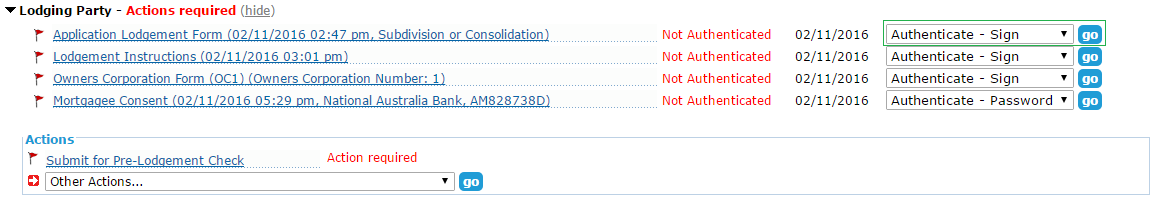 Lodging Party - Actions required (hide)
Application Lodgement Form (02/11/2016 02:47 pm, Subdivision or Consolidation) Not Authenticated 02/11/2016 Authenticate - Sign go
Lodgement Instructions (02/11/2016 03:01 pm) Not Authenticated 02/11/2016 Authenticate - Sign go
Owners Corporation Form (OC1) (Owners Corporation Number: 1) Not Authenticated 02/11/2016 Authenticate - Sign go
Mortgagee Consent (02/11/2016 05:29 pm, National Australia Bank, AM828738D) Not Authenticated 02/11/2016 Authenticate - Password go
Actions
Submit for Pre-Lodgement Check Action required
Other Actions... go